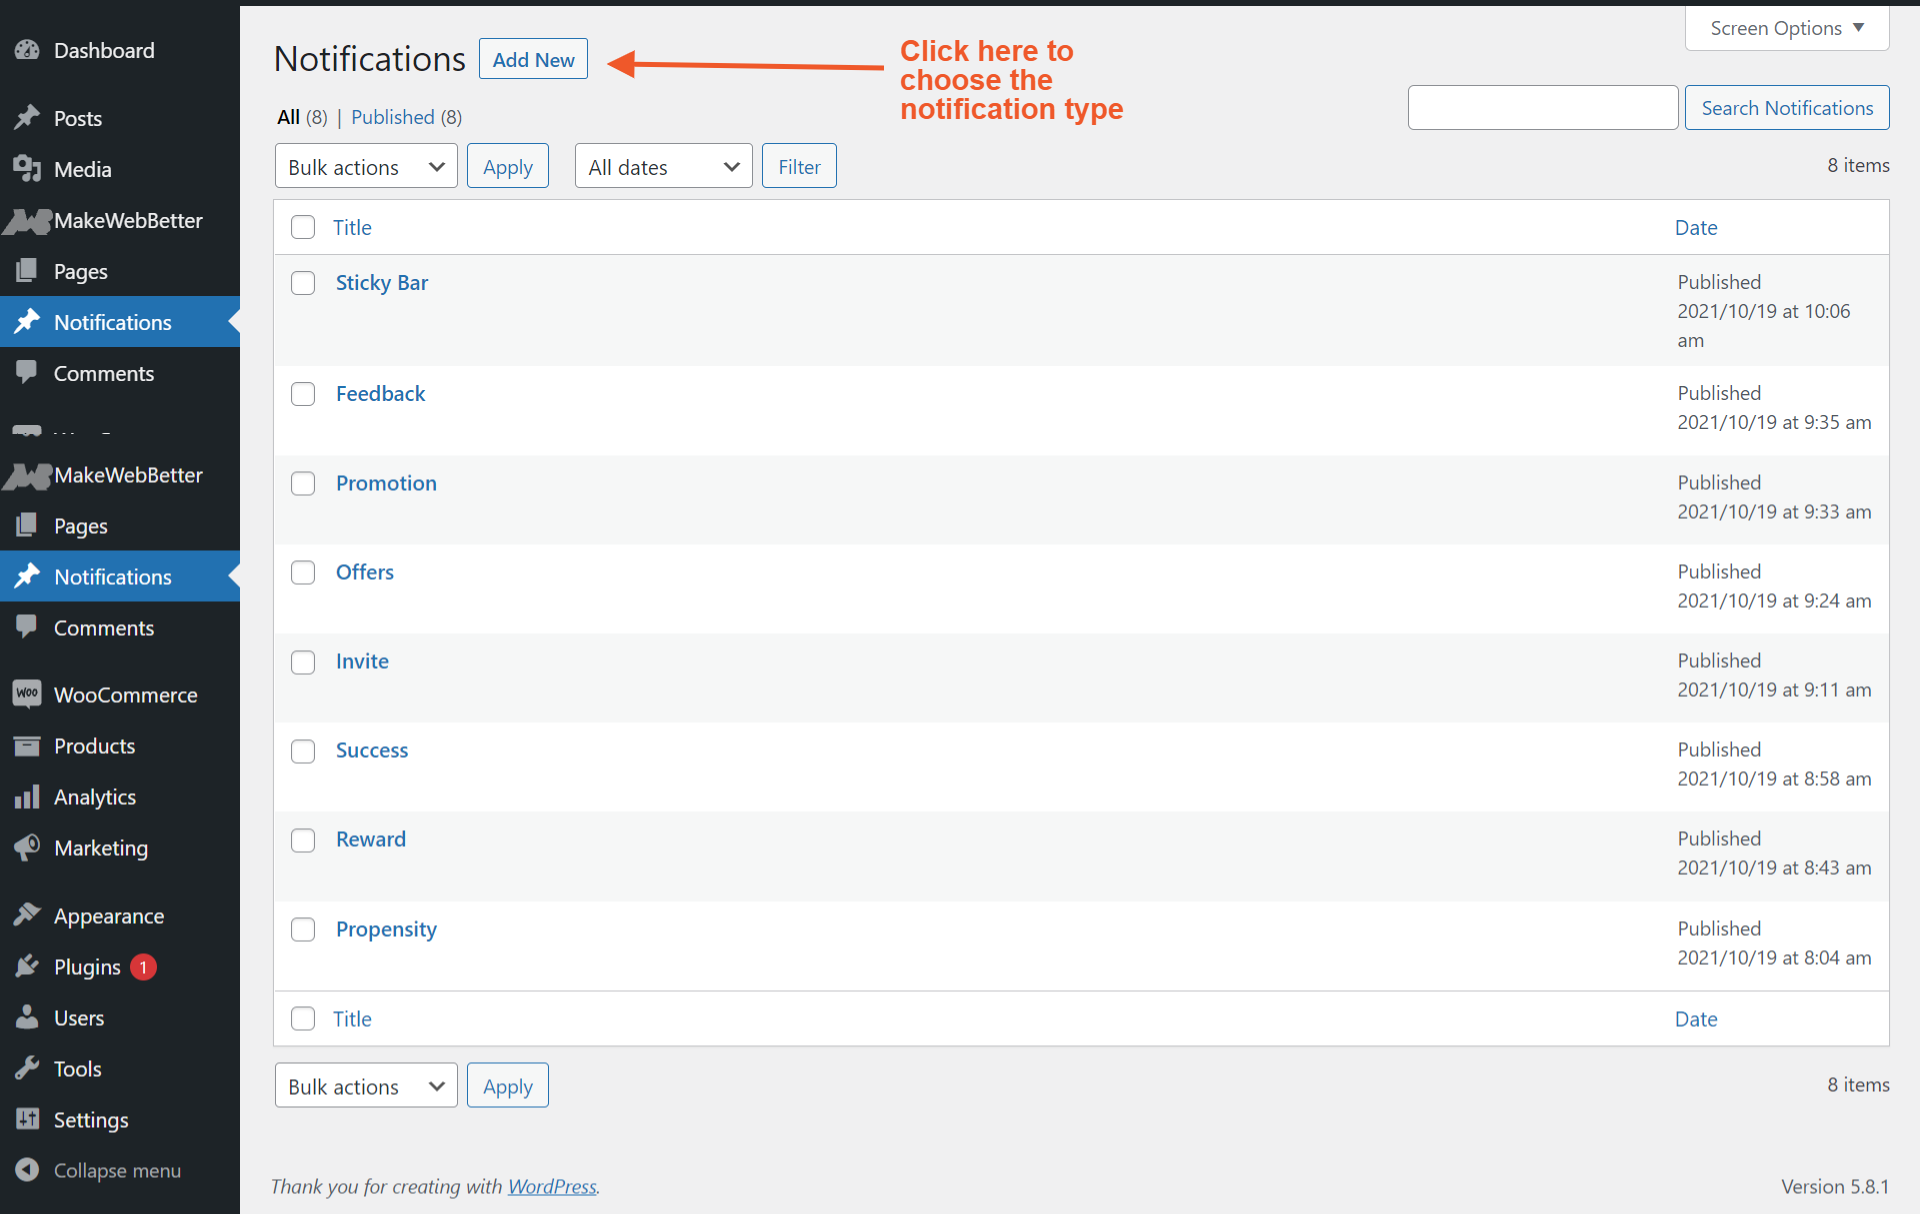 Dashboard
Posts
Media
MakeWebBetter
Pages
Notifications
Comments
MakeWebBetter
Pages
Notifications
Comments
Woo WooCommerce
Products
Analytics
Marketing
Appearance
Plugins 1
Users
Tools
Settings
Collapse menu
Screen Options
Notifications Add New
Click here to
choose the
notification type
All (8) | Published (8)
Search Notifications
Bulk actions Apply All dates Filter 8 items
Title Date
Sticky Bar Published
2021/10/19 at 10:06
am
Feedback Published
2021/10/19 at 9:35 am
Promotion Published
2021/10/19 at 9:33 am
Offers Published
2021/10/19 at 9:24 am
Invite Published
2021/10/19 at 9:11 am
Success Published
2021/10/19 at 8:58 am
Reward Published
2021/10/19 at 8:43 am
Propensity Published
2021/10/19 at 8:04 am
Title Date
Bulk actions Apply 8 items
Thank you for creating with WordPress. Version 5.8.1